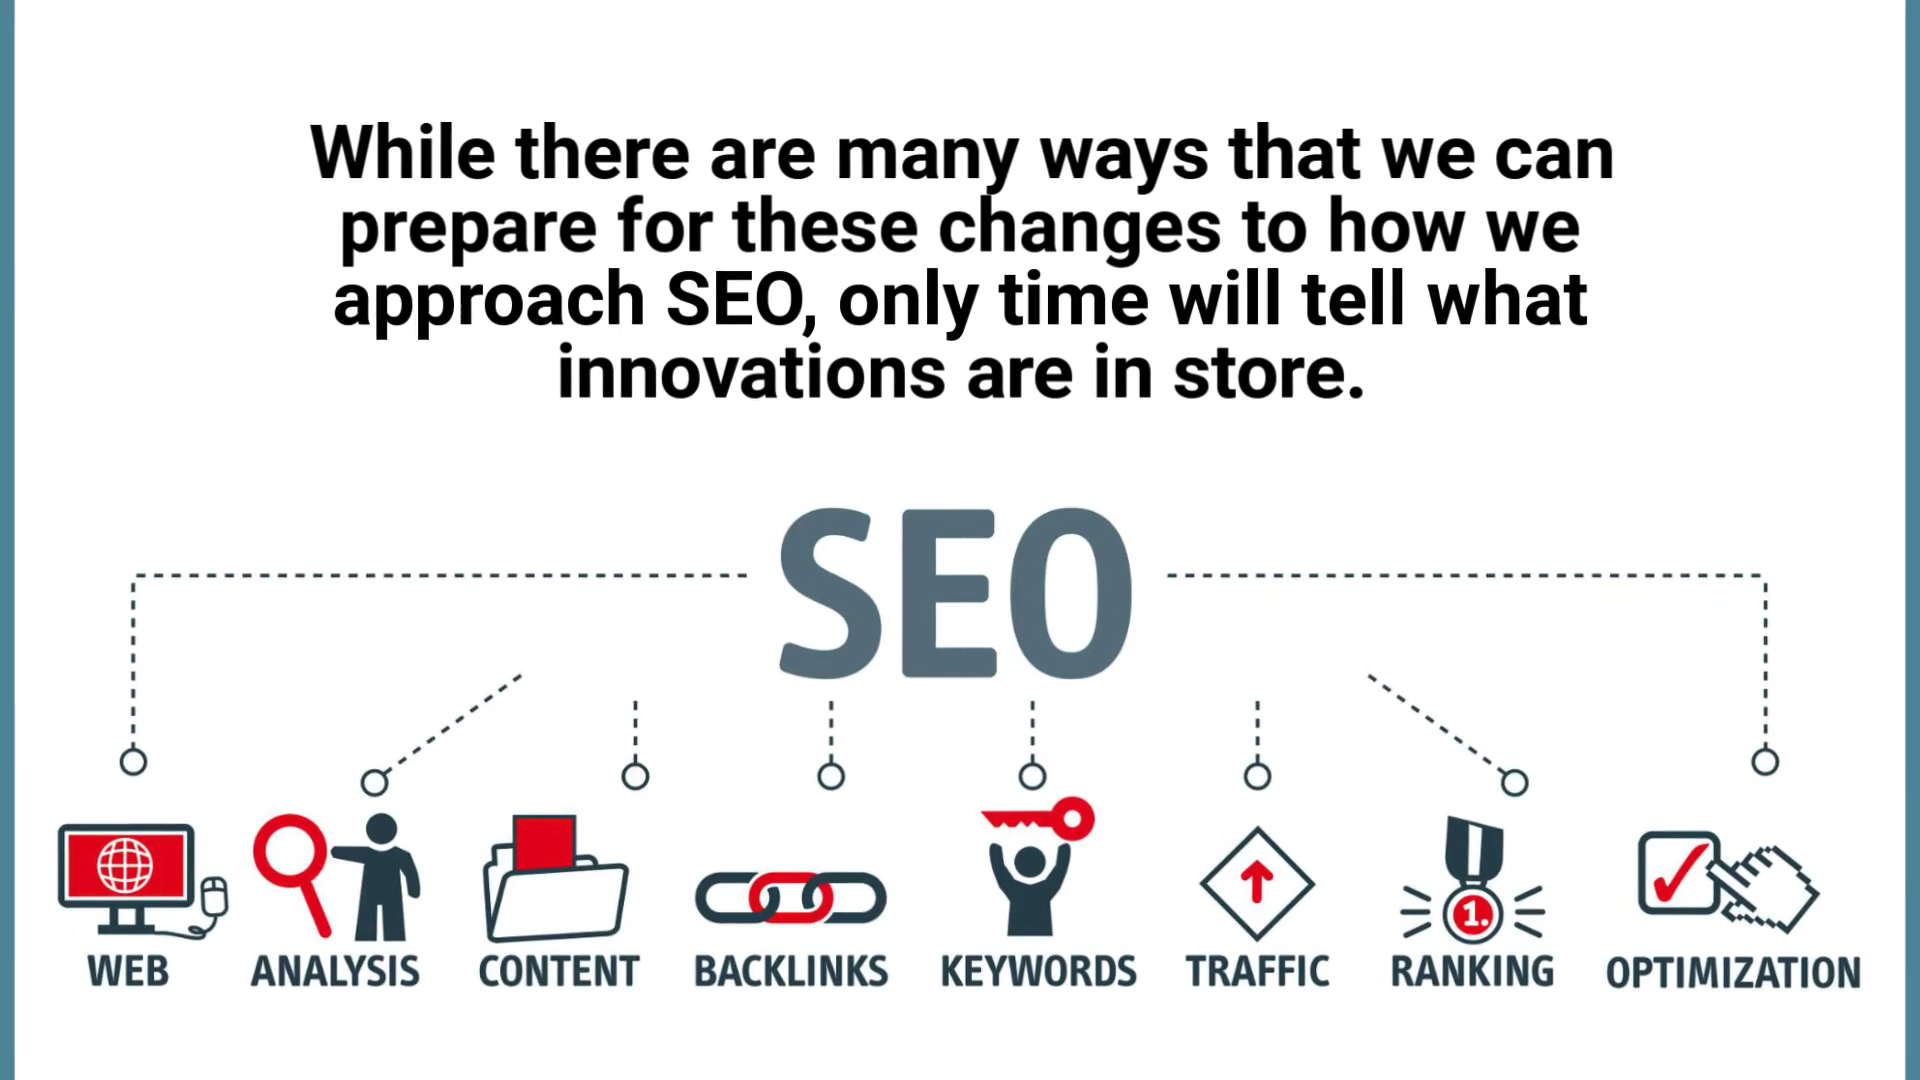 While there are many ways that we can
prepare for these changes to how we
approach SEO, only time will tell what
innovations are in store.
SEO
1.
WEB ANALYSIS CONTENT BACKLINKS KEYWORDS TRAFFIC RANKING OPTIMIZATION